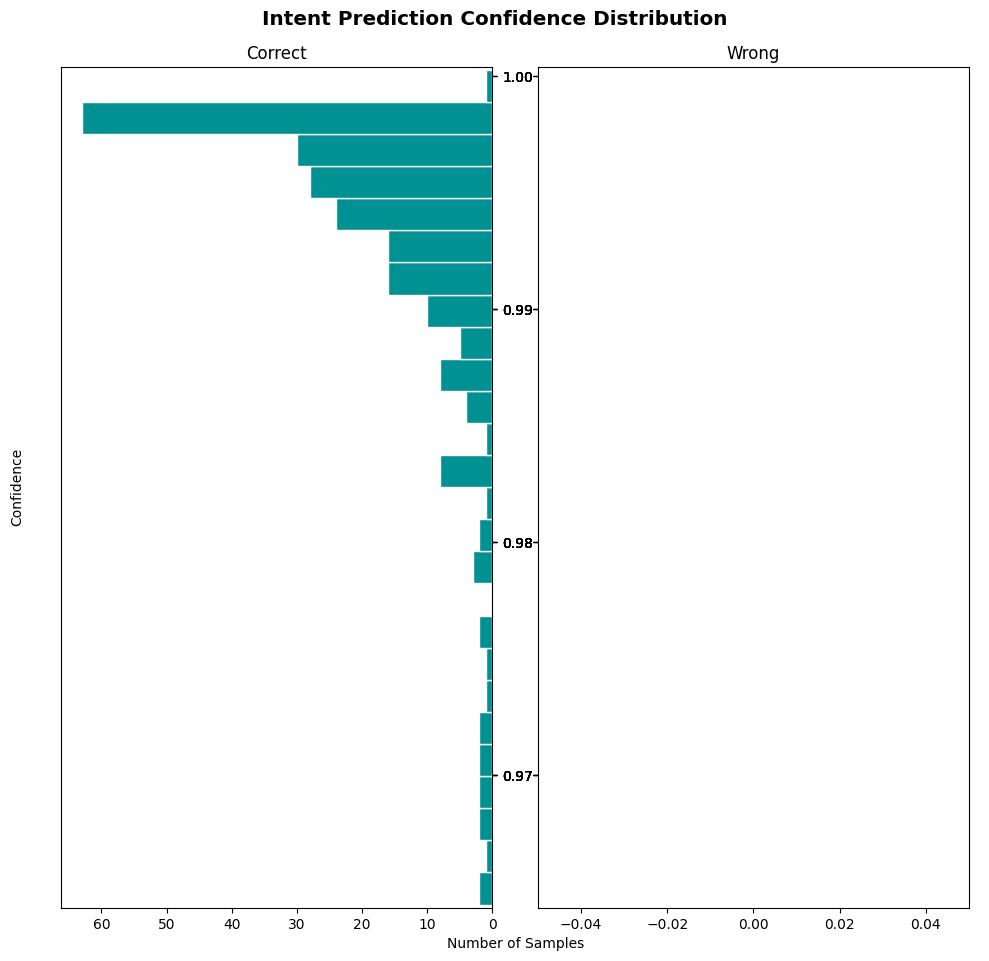 Intent Prediction Confidence Distribution
Correct
Wrong
1.00
0.99
0.98
0.97
Confidence
60 50 40 30 20 10 0
−0.04 −0.02 0.00 0.02 0.04
Number of Samples